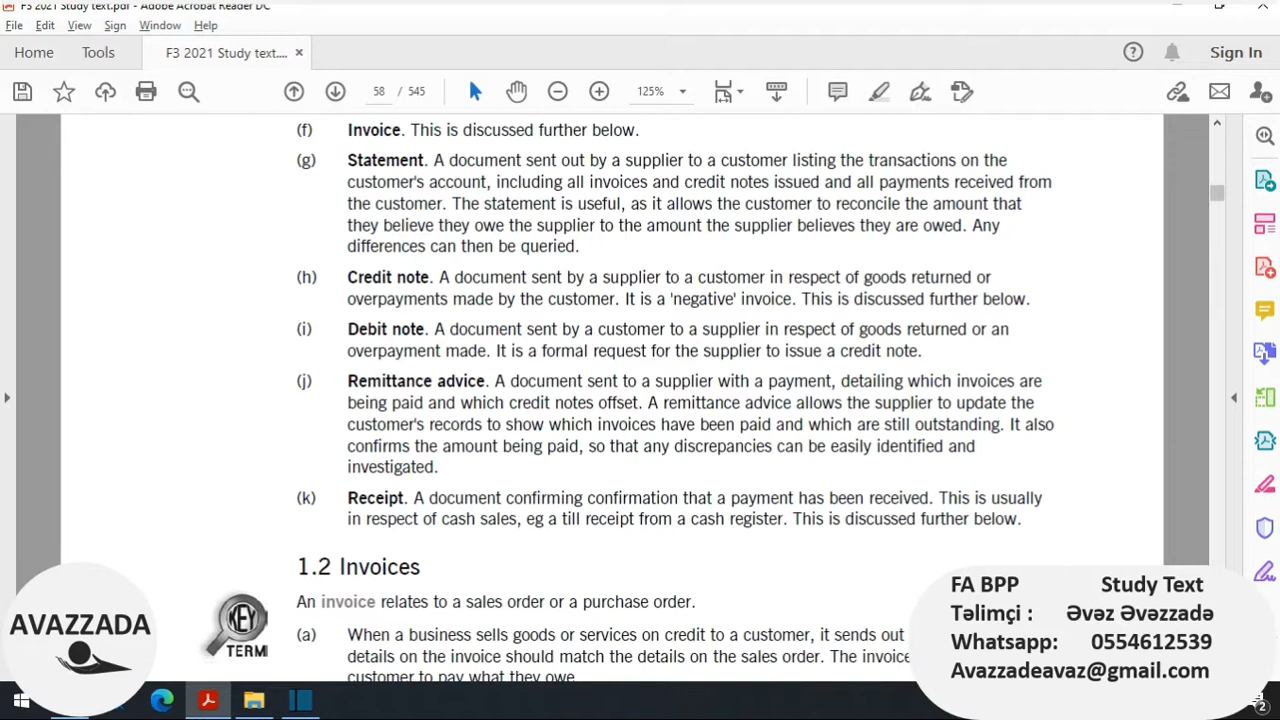 F3 2021 Study text.pdf - Adobe Acrobat Reader DC
File Edit View Sign Window Help
Home Tools F3 2021 Study text.... × Sign In
58 / 545 125%
(f) Invoice. This is discussed further below.
(g) Statement. A document sent out by a supplier to a customer listing the transactions on the
customer's account, including all invoices and credit notes issued and all payments received from
the customer. The statement is useful, as it allows the customer to reconcile the amount that
they believe they owe the supplier to the amount the supplier believes they are owed. Any
differences can then be queried.
(h) Credit note. A document sent by a supplier to a customer in respect of goods returned or
overpayments made by the customer. It is a 'negative' invoice. This is discussed further below.
(i) Debit note. A document sent by a customer to a supplier in respect of goods returned or an
overpayment made. It is a formal request for the supplier to issue a credit note.
(j) Remittance advice. A document sent to a supplier with a payment, detailing which invoices are
being paid and which credit notes offset. A remittance advice allows the supplier to update the
customer's records to show which invoices have been paid and which are still outstanding. It also
confirms the amount being paid, so that any discrepancies can be easily identified and
investigated.
(k) Receipt. A document confirming confirmation that a payment has been received. This is usually
in respect of cash sales, eg a till receipt from a cash register. This is discussed further below.
1.2 Invoices
KEY
TERM
An invoice relates to a sales order or a purchase order.
(a) When a business sells goods or services on credit to a customer, it sends out
details on the invoice should match the details on the sales order. The invoice
customer to pay what they owe
AVAZZADA
FA BPP Study Text
Təlimçi : Əvəz Əvəzzadə
Whatsapp: 0554612539
Avazzadeavaz@gmail.com
2